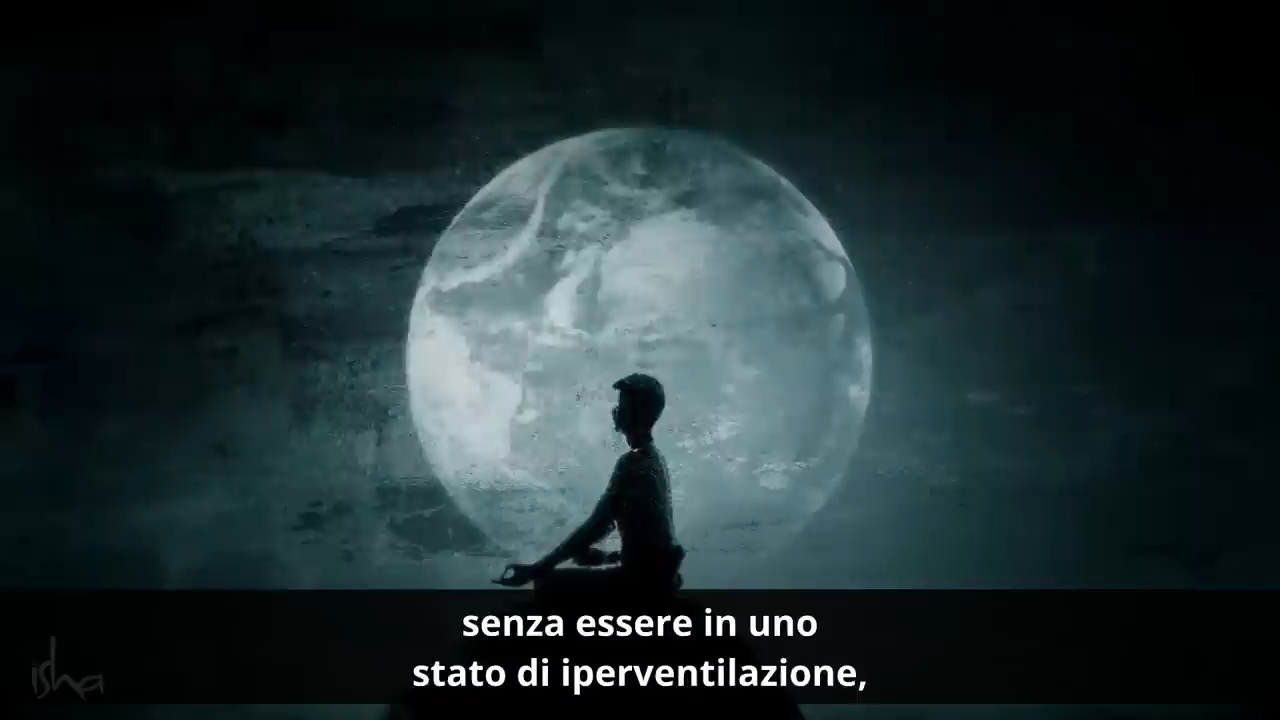 senza essere in uno
stato di iperventilazione,
isha